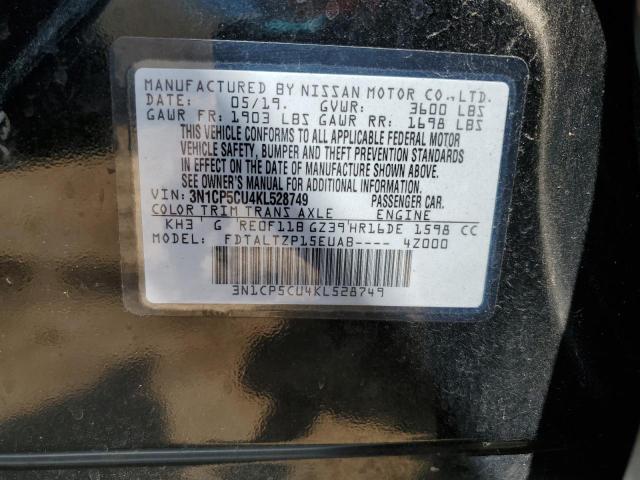 MANUFACTURED BY NISSAN MOTOR CO.,LTD.
DATE: 05/19. GVWR: 3600 LBS
GAWR FR: 1903 LBS GAWR RR: 1698 LBS
THIS VEHICLE CONFORMS TO ALL APPLICABLE FEDERAL MOTOR
VEHICLE SAFETY, BUMPER AND THEFT PREVENTION STANDARDS
IN EFFECT ON THE DATE OF MANUFACTURE SHOWN ABOVE.
SEE OWNER'S MANUAL FOR ADDITIONAL INFORMATION.
VIN: 3N1CP5CU4KL528749 PASSENGER CAR.
COLOR TRIM TRANS AXLE ENGINE
KH3 G RE0F11B GZ39 HR16DE 1598 CC
MODEL: FDTALTZP15EUAB---- 4Z000
3N1CP5CU4KL528749